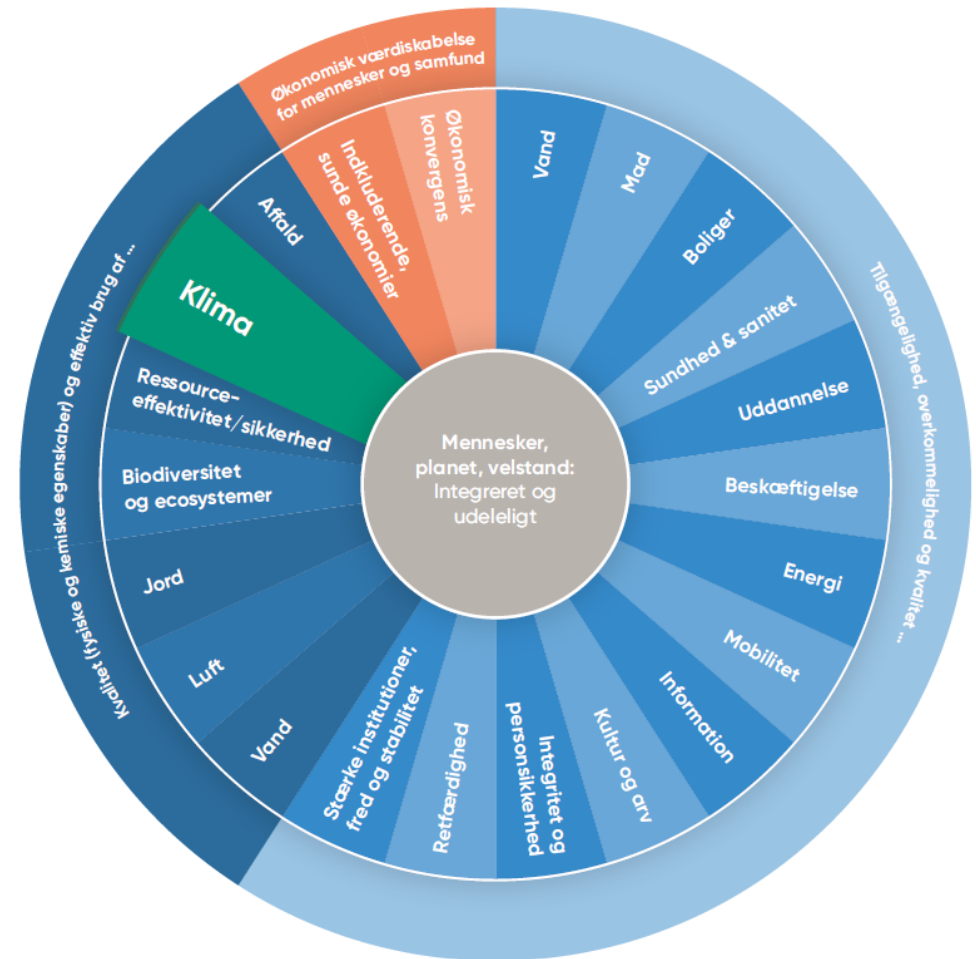 Økonomisk værdiskabelse
for mennesker og samfund
Tilgængelighed, overkommelighed og kvalitet ...
Kvalitet (fysiske og kemiske egenskaber) og effektiv brug af ...
Vand
Mad
Boliger
Sundhed & sanitet
Uddannelse
Beskæftigelse
Energi
Mobilitet
Information
Kultur og arv
Integritet og
personsikkerhed
Retfærdighed
Stærke institutioner,
fred og stabilitet
Vand
Luft
Jord
Biodiversitet
og ecosystemer
Ressource-
effektivitet/sikkerhed
Klima
Affald
Indkluderende,
sunde økonomier
Økonomisk
konvergens
Mennesker,
planet, velstand:
Integreret og
udeleligt